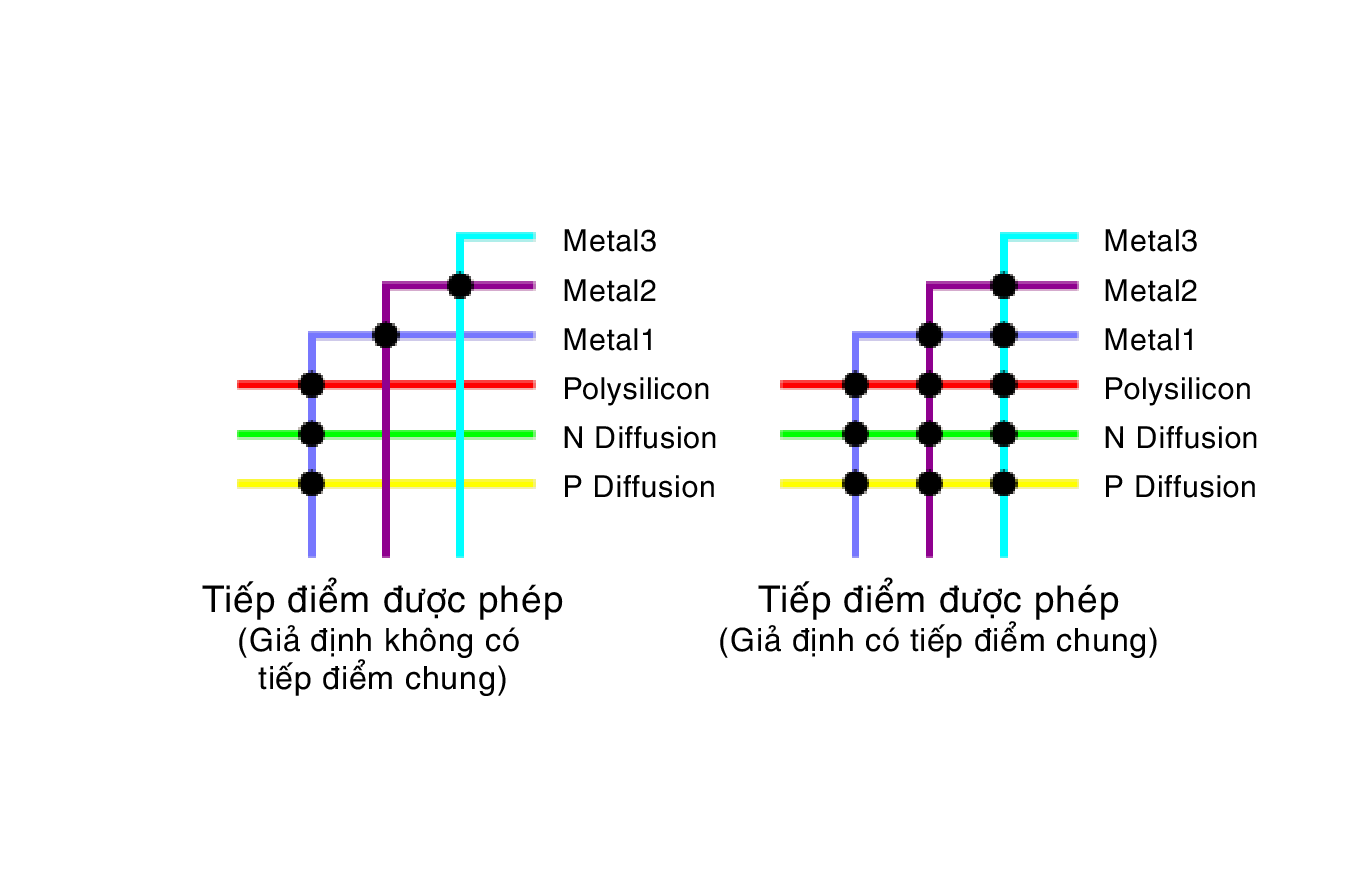 Metal3
Metal2
Metal1
Polysilicon
N Diffusion
P Diffusion
Tiếp điểm được phép
(Giả định không có
tiếp điểm chung)
Metal3
Metal2
Metal1
Polysilicon
N Diffusion
P Diffusion
Tiếp điểm được phép
(Giả định có tiếp điểm chung)